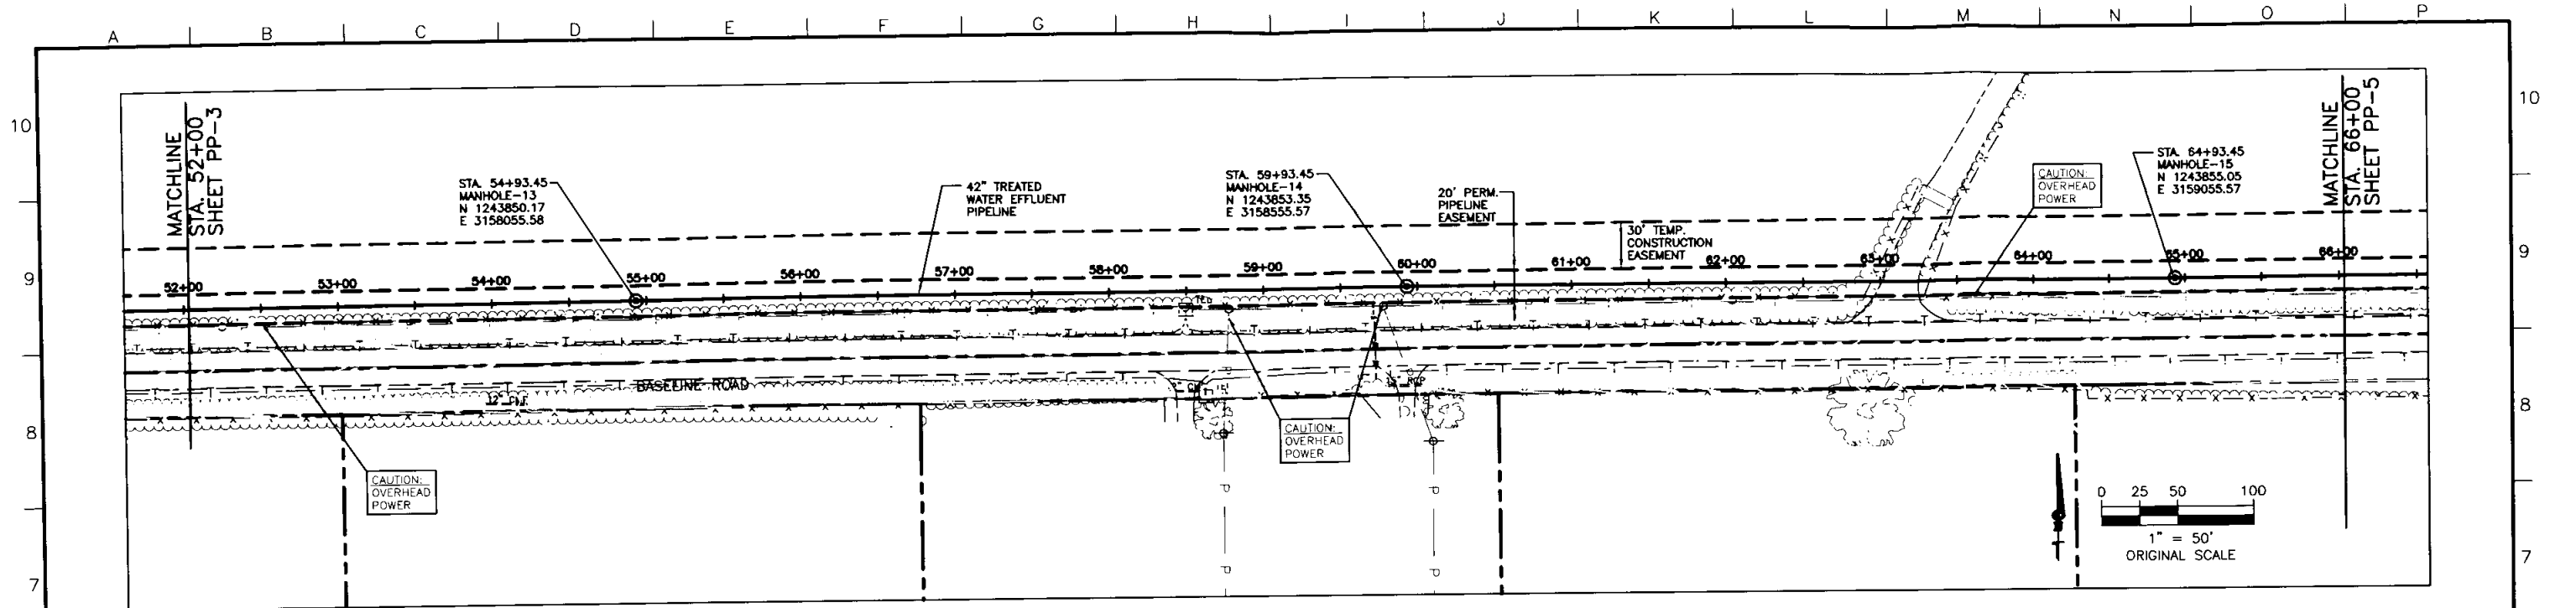 A B C D E F G H I J K L M N O P
10
10
MATCHLINE
STA. 52+00
SHEET PP-3
STA. 54+93.45
MANHOLE-13
N 1243850.17
E 3158055.58
42" TREATED
WATER EFFLUENT
PIPELINE
STA. 59+93.45
MANHOLE-14
N 1243853.35
E 3158555.57
20' PERM.
PIPELINE
EASEMENT
30' TEMP.
CONSTRUCTION
EASEMENT
CAUTION:
OVERHEAD
POWER
STA. 64+93.45
MANHOLE-15
N 1243855.05
E 3159055.57
MATCHLINE
STA. 66+00
SHEET PP-5
9
9
52+00 53+00 54+00 55+00 56+00 57+00 58+00 59+00 60+00 61+00 62+00 63+00 64+00 65+00 66+00
BASELINE ROAD
8
8
CAUTION:
OVERHEAD
POWER
CAUTION:
OVERHEAD
POWER
0 25 50 100
1" = 50'
ORIGINAL SCALE
7
7